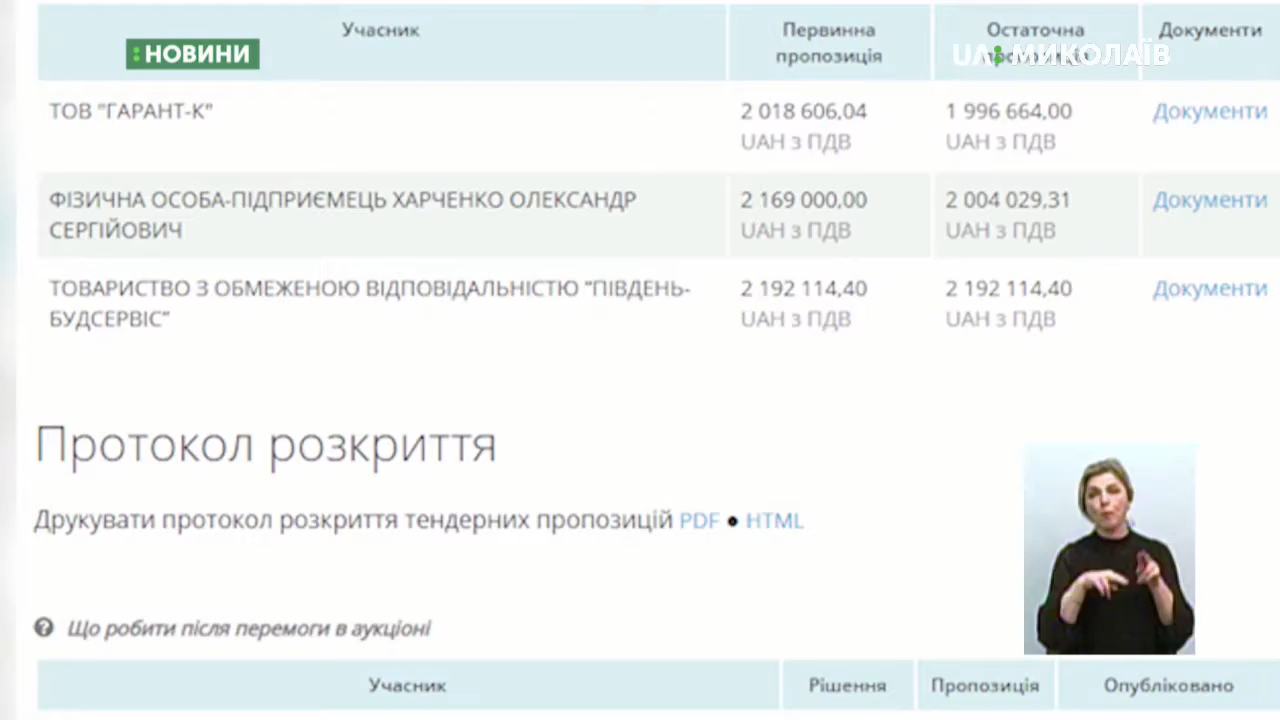 Учасник
Первинна
пропозиція
Остаточна
Документи
НОВИНИ
UA: МИКОЛАЇВ
ТОВ "ГАРАНТ-К"
2 018 606,04
UAH з ПДВ
1 996 664,00
UAH з ПДВ
Документи
ФІЗИЧНА ОСОБА-ПІДПРИЄМЕЦЬ ХАРЧЕНКО ОЛЕКСАНДР
СЕРГІЙОВИЧ
2 169 000,00
UAH з ПДВ
2 004 029,31
UAH з ПДВ
Документи
ТОВАРИСТВО З ОБМЕЖЕНОЮ ВІДПОВІДАЛЬНІСТЮ "ПІВДЕНЬ-
БУДСЕРВІС"
2 192 114,40
UAH з ПДВ
2 192 114,40
UAH з ПДВ
Документи
Протокол розкриття
Друкувати протокол розкриття тендерних пропозицій PDF ● HTML
Що робити після перемоги в аукціоні
Учасник
Рішення
Пропозиція
Опубліковано